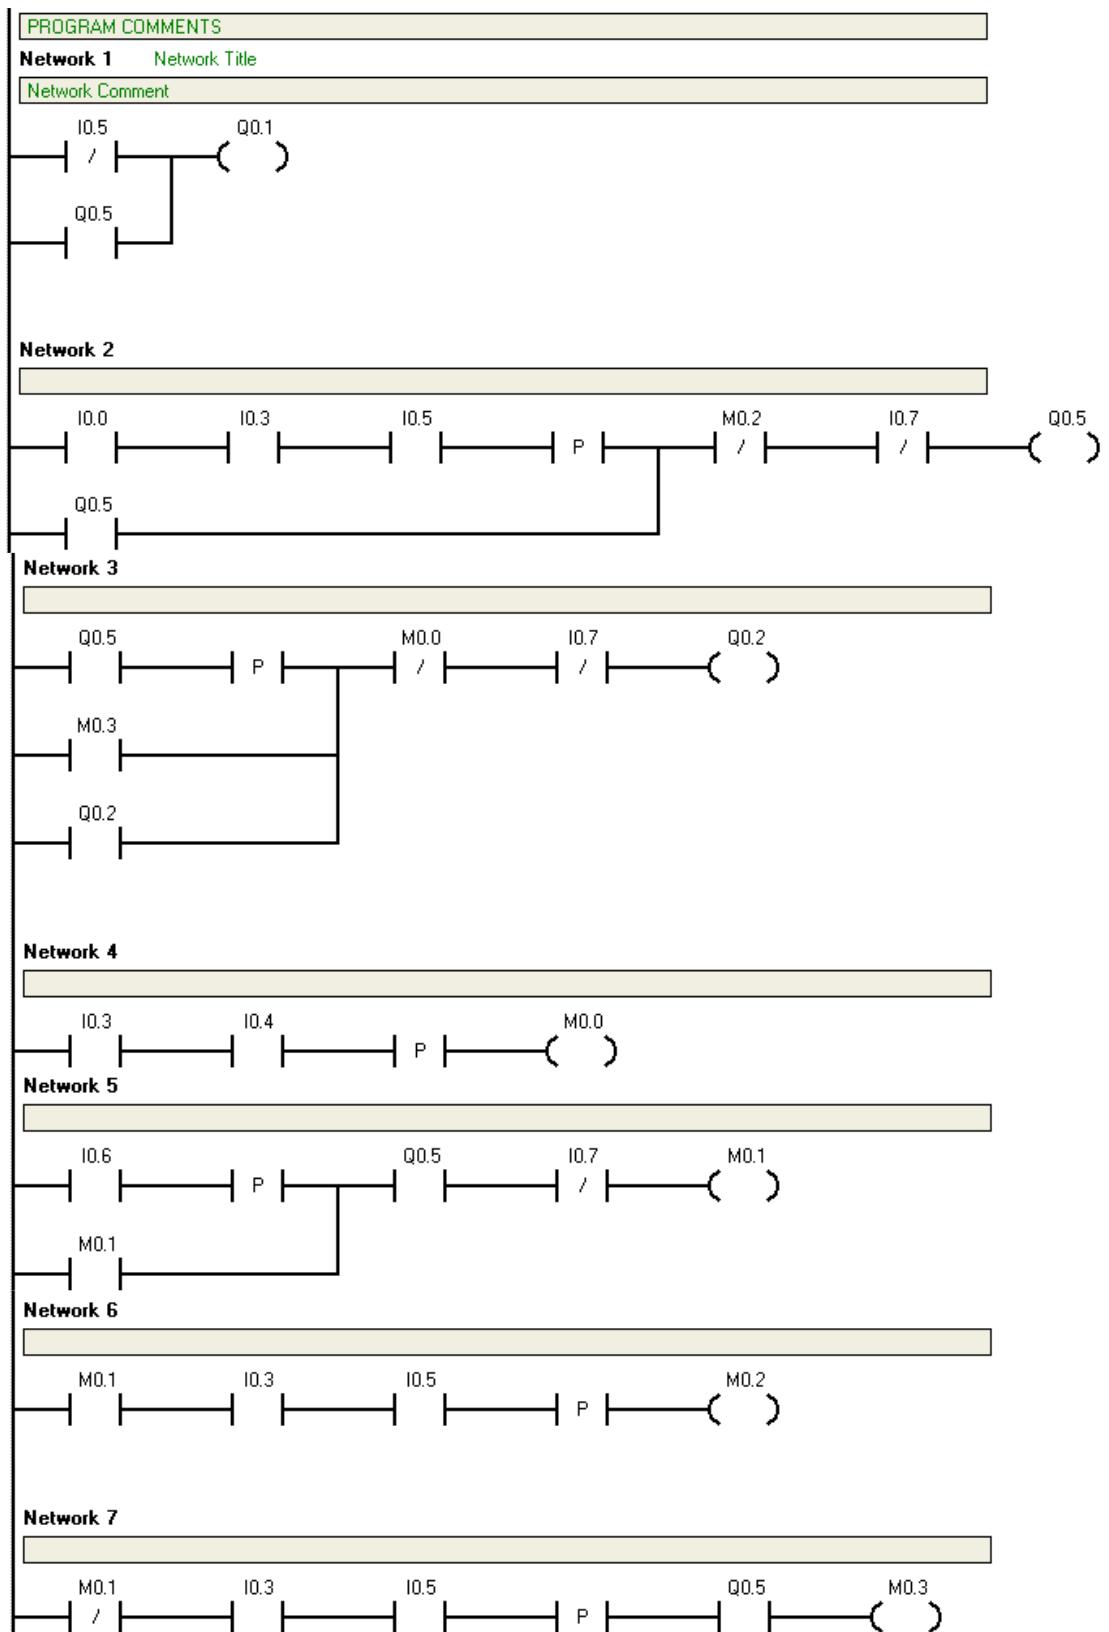 PROGRAM COMMENTS
Network 1 Network Title
Network Comment
I0.5 Q0.1
/
Q0.5
Network 2
I0.0 I0.3 I0.5 M0.2 I0.7 Q0.5
P / /
Q0.5
Network 3
Q0.5 M0.0 I0.7 Q0.2
P / /
M0.3
Q0.2
Network 4
I0.3 I0.4 M0.0
P
Network 5
I0.6 Q0.5 I0.7 M0.1
P /
M0.1
Network 6
M0.1 I0.3 I0.5 M0.2
P
Network 7
M0.1 I0.3 I0.5 Q0.5 M0.3
/ P